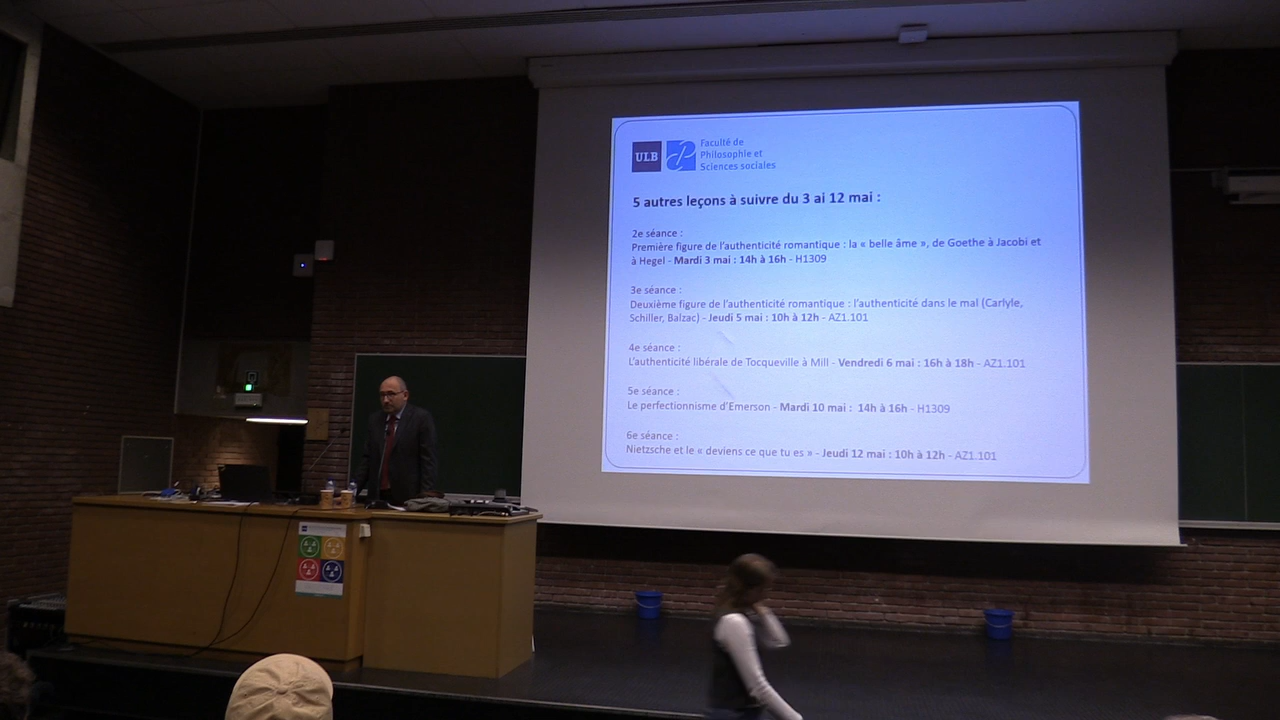 ULB
Faculté de
Philosophie et
Sciences sociales
5 autres leçons à suivre du 3 ai 12 mai :
2e séance :
Première figure de l'authenticité romantique : la « belle âme », de Goethe à Jacobi et
à Hegel - Mardi 3 mai : 14h à 16h - H1309
3e séance :
Deuxième figure de l'authenticité romantique : l'authenticité dans le mal (Carlyle,
Schiller, Balzac) - Jeudi 5 mai : 10h à 12h - AZ1.101
4e séance :
L'authenticité libérale de Tocqueville à Mill - Vendredi 6 mai : 16h à 18h - AZ1.101
5e séance :
Le perfectionnisme d'Emerson - Mardi 10 mai : 14h à 16h - H1309
6e séance :
Nietzsche et le « deviens ce que tu es » - Jeudi 12 mai : 10h à 12h - AZ1.101